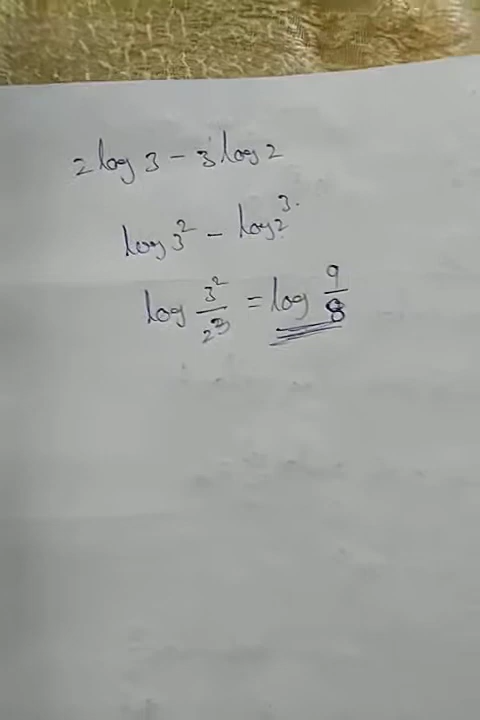 2 log 3 - 3 log 2
log 3² - log 2³.
log 3²/2³ = log 9/8